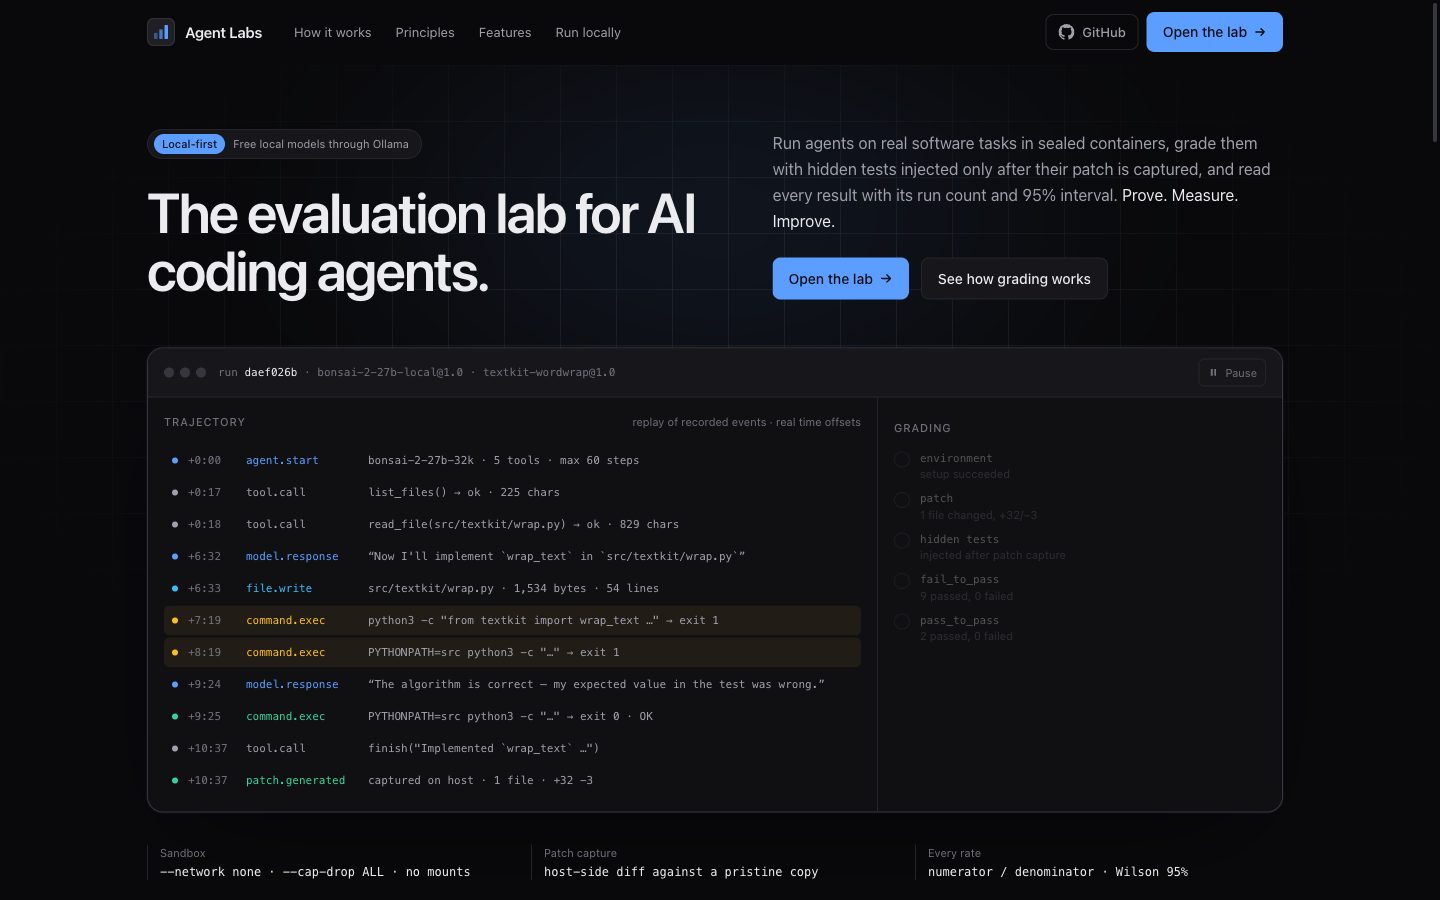 Agent Labs
How it works
Principles
Features
Run locally
GitHub
Open the lab →
Local-first
Free local models through Ollama
The evaluation lab for AI
coding agents.
Run agents on real software tasks in sealed containers, grade them
with hidden tests injected only after their patch is captured, and read
every result with its run count and 95% interval. Prove. Measure.
Improve.
Open the lab →
See how grading works
run daef026b · bonsai-2-27b-local@1.0 · textkit-wordwrap@1.0
Pause
TRAJECTORY
replay of recorded events · real time offsets
+0:00 agent.start bonsai-2-27b-32k · 5 tools · max 60 steps
+0:17 tool.call list_files() → ok · 225 chars
+0:18 tool.call read_file(src/textkit/wrap.py) → ok · 829 chars
+6:32 model.response “Now I'll implement `wrap_text` in `src/textkit/wrap.py`”
+6:33 file.write src/textkit/wrap.py · 1,534 bytes · 54 lines
+7:19 command.exec python3 -c "from textkit import wrap_text …" → exit 1
+8:19 command.exec PYTHONPATH=src python3 -c "…" → exit 1
+9:24 model.response “The algorithm is correct — my expected value in the test was wrong.”
+9:25 command.exec PYTHONPATH=src python3 -c "…" → exit 0 · OK
+10:37 tool.call finish("Implemented `wrap_text` …")
+10:37 patch.generated captured on host · 1 file · +32 −3
GRADING
environment
setup succeeded
patch
1 file changed, +32/−3
hidden tests
injected after patch capture
fail_to_pass
9 passed, 0 failed
pass_to_pass
2 passed, 0 failed
Sandbox
--network none · --cap-drop ALL · no mounts
Patch capture
host-side diff against a pristine copy
Every rate
numerator / denominator · Wilson 95%